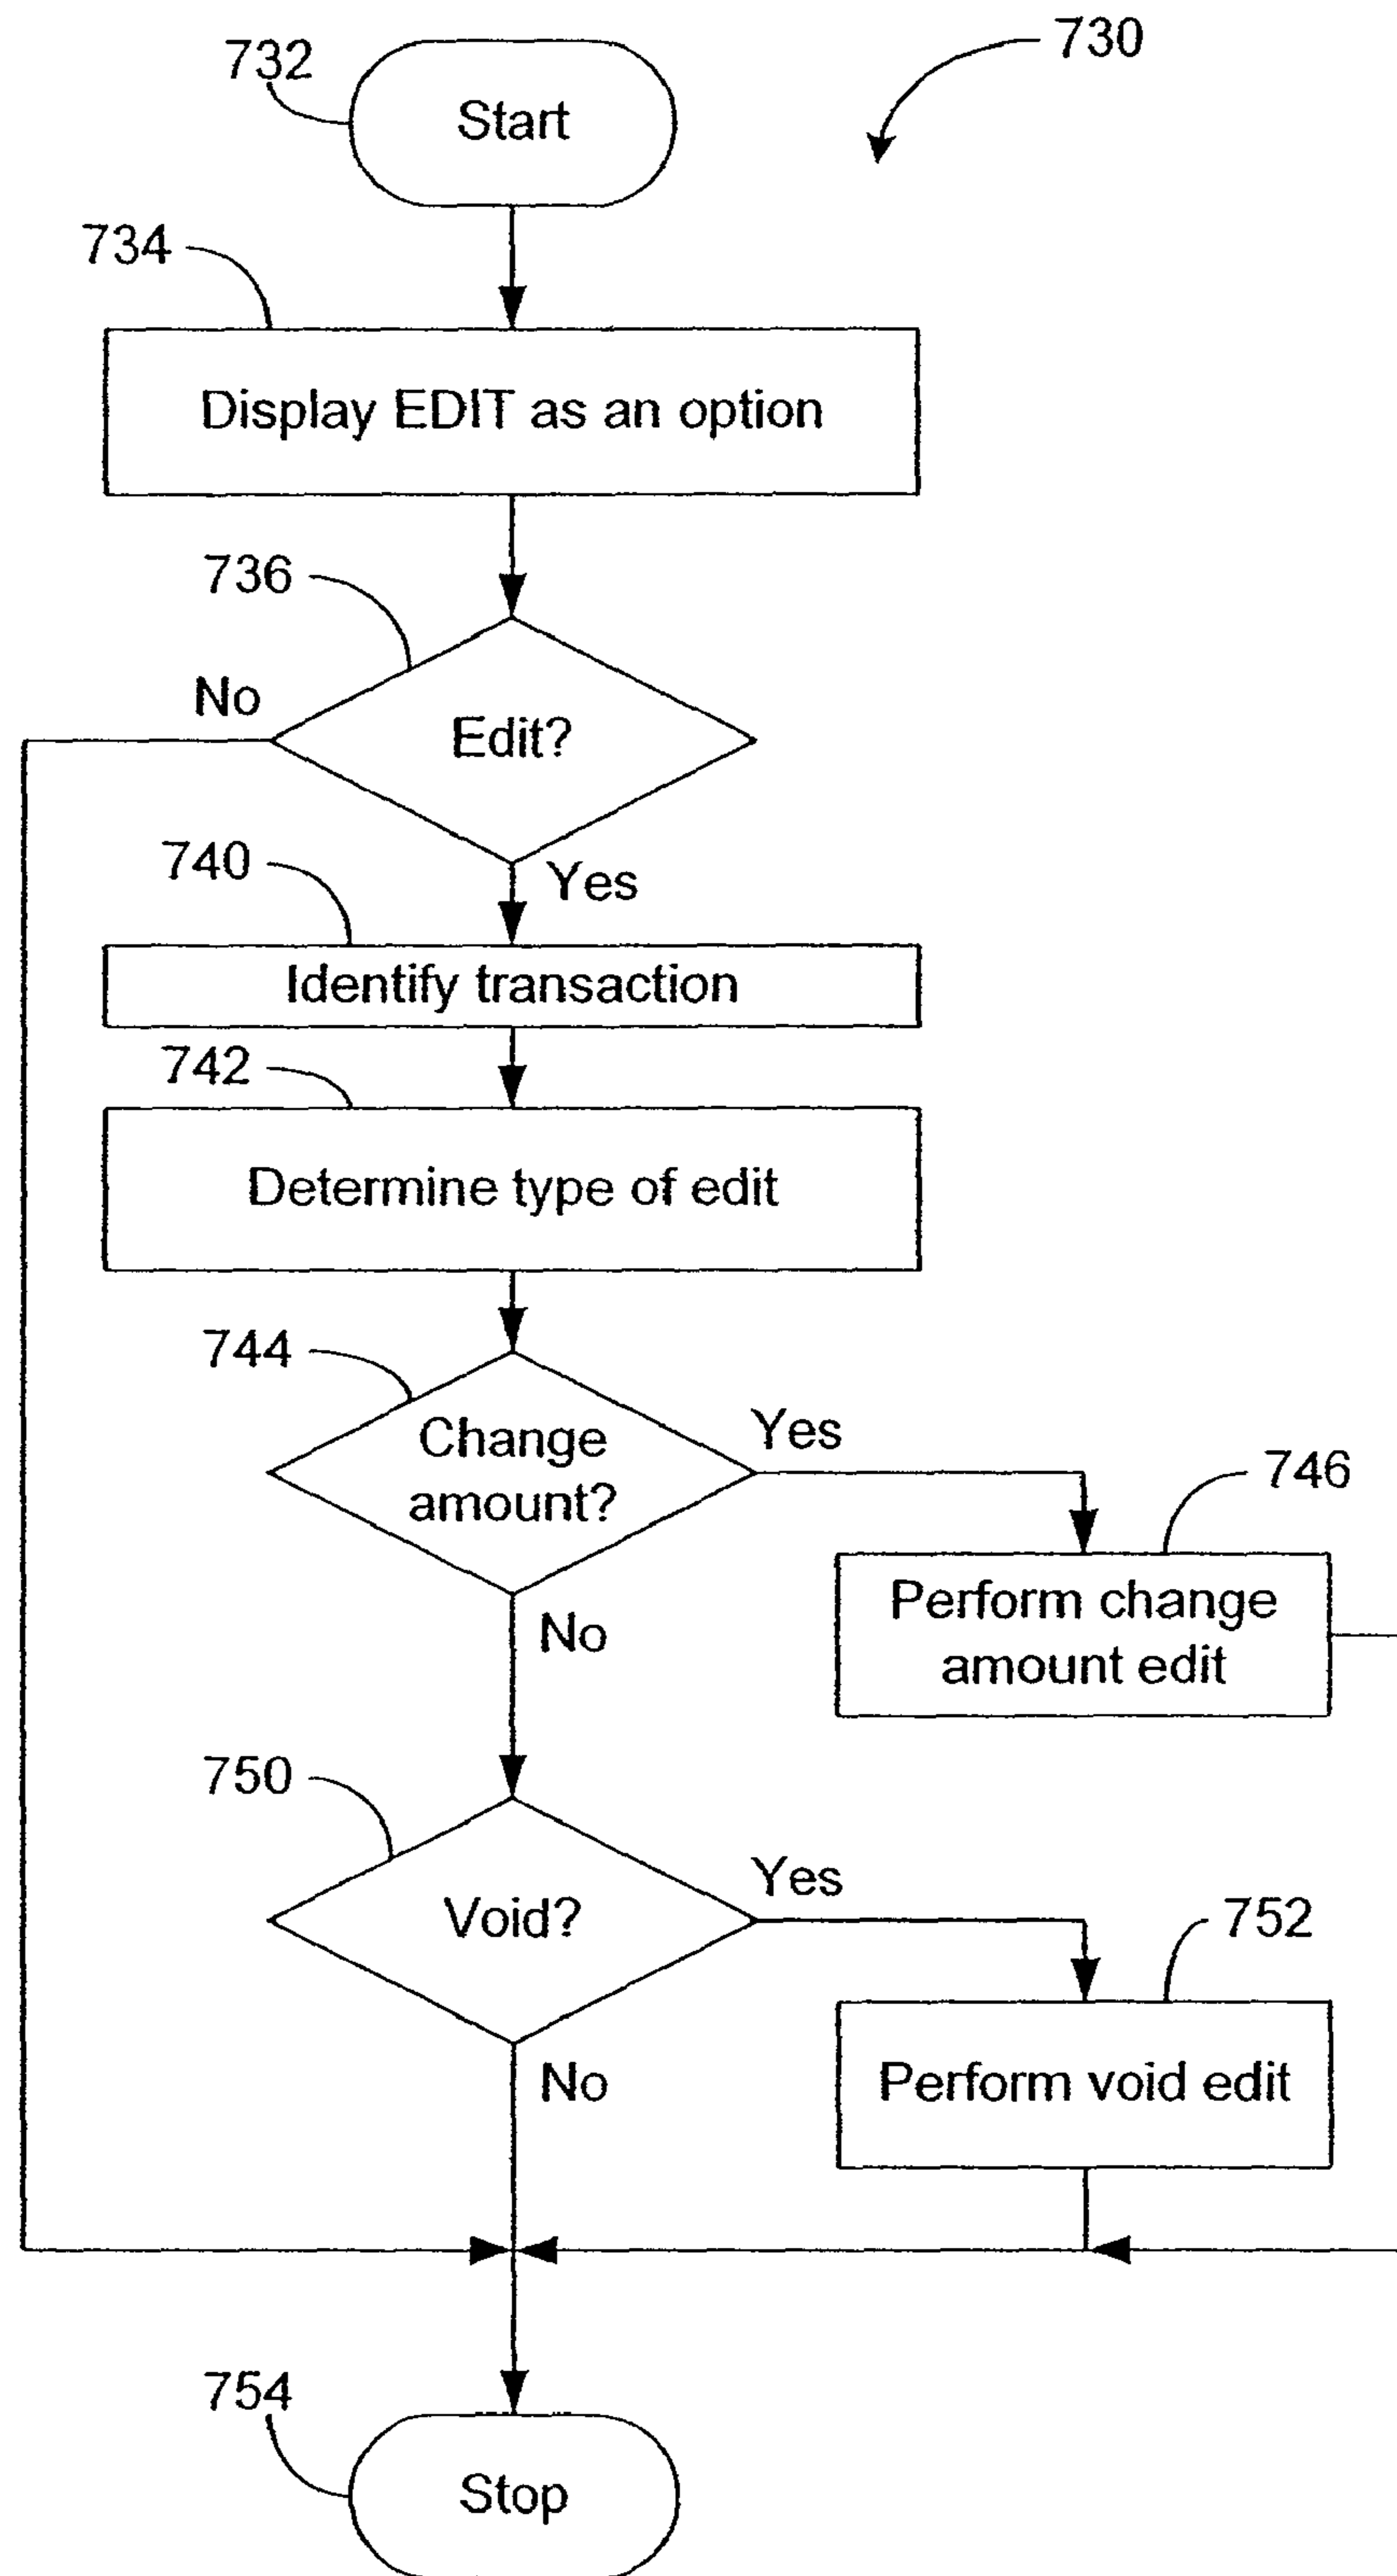 730
732
Start
734
Display EDIT as an option
736
No
Edit?
740
Yes
Identify transaction
742
Determine type of edit
744
Change
amount?
Yes
746
Perform change
amount edit
No
750
Void?
Yes
752
Perform void edit
No
754
Stop